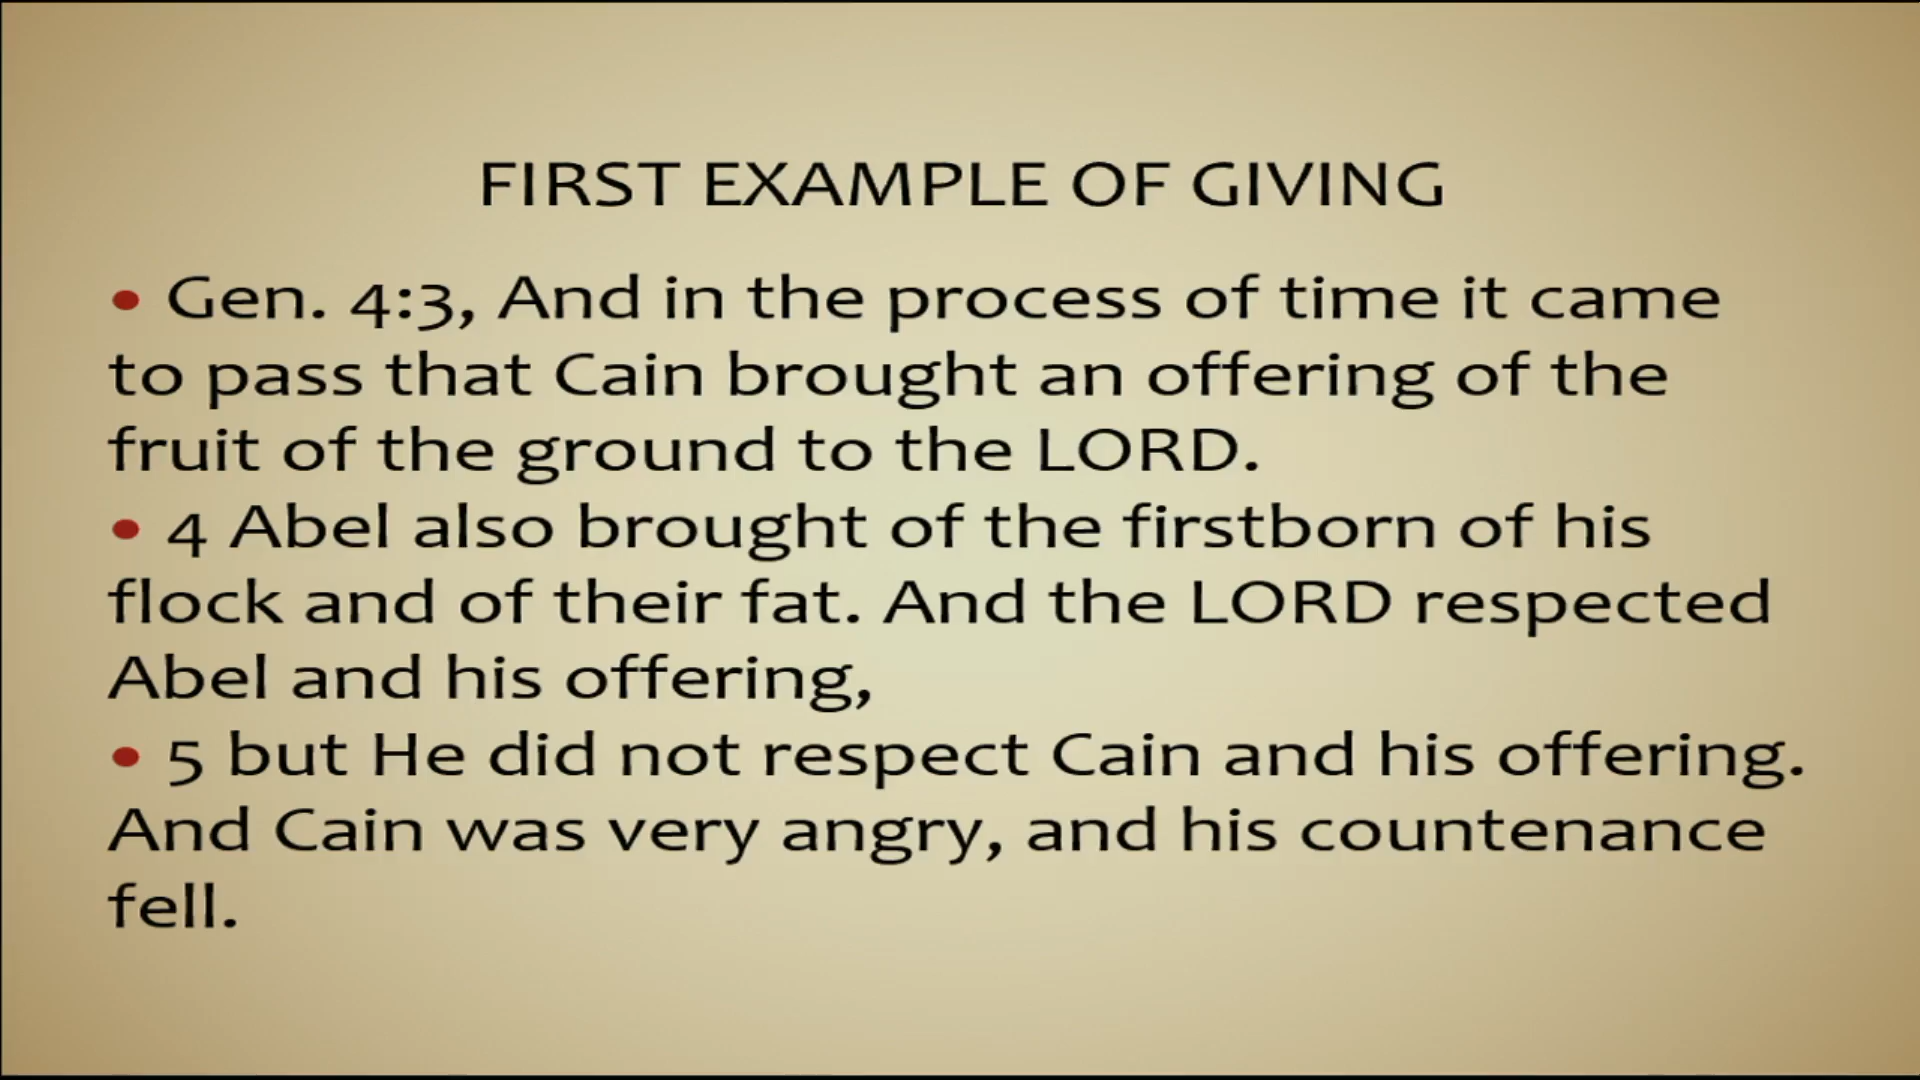 FIRST EXAMPLE OF GIVING
• Gen. 4:3, And in the process of time it came
to pass that Cain brought an offering of the
fruit of the ground to the LORD.
• 4 Abel also brought of the firstborn of his
flock and of their fat. And the LORD respected
Abel and his offering,
• 5 but He did not respect Cain and his offering.
And Cain was very angry, and his countenance
fell.